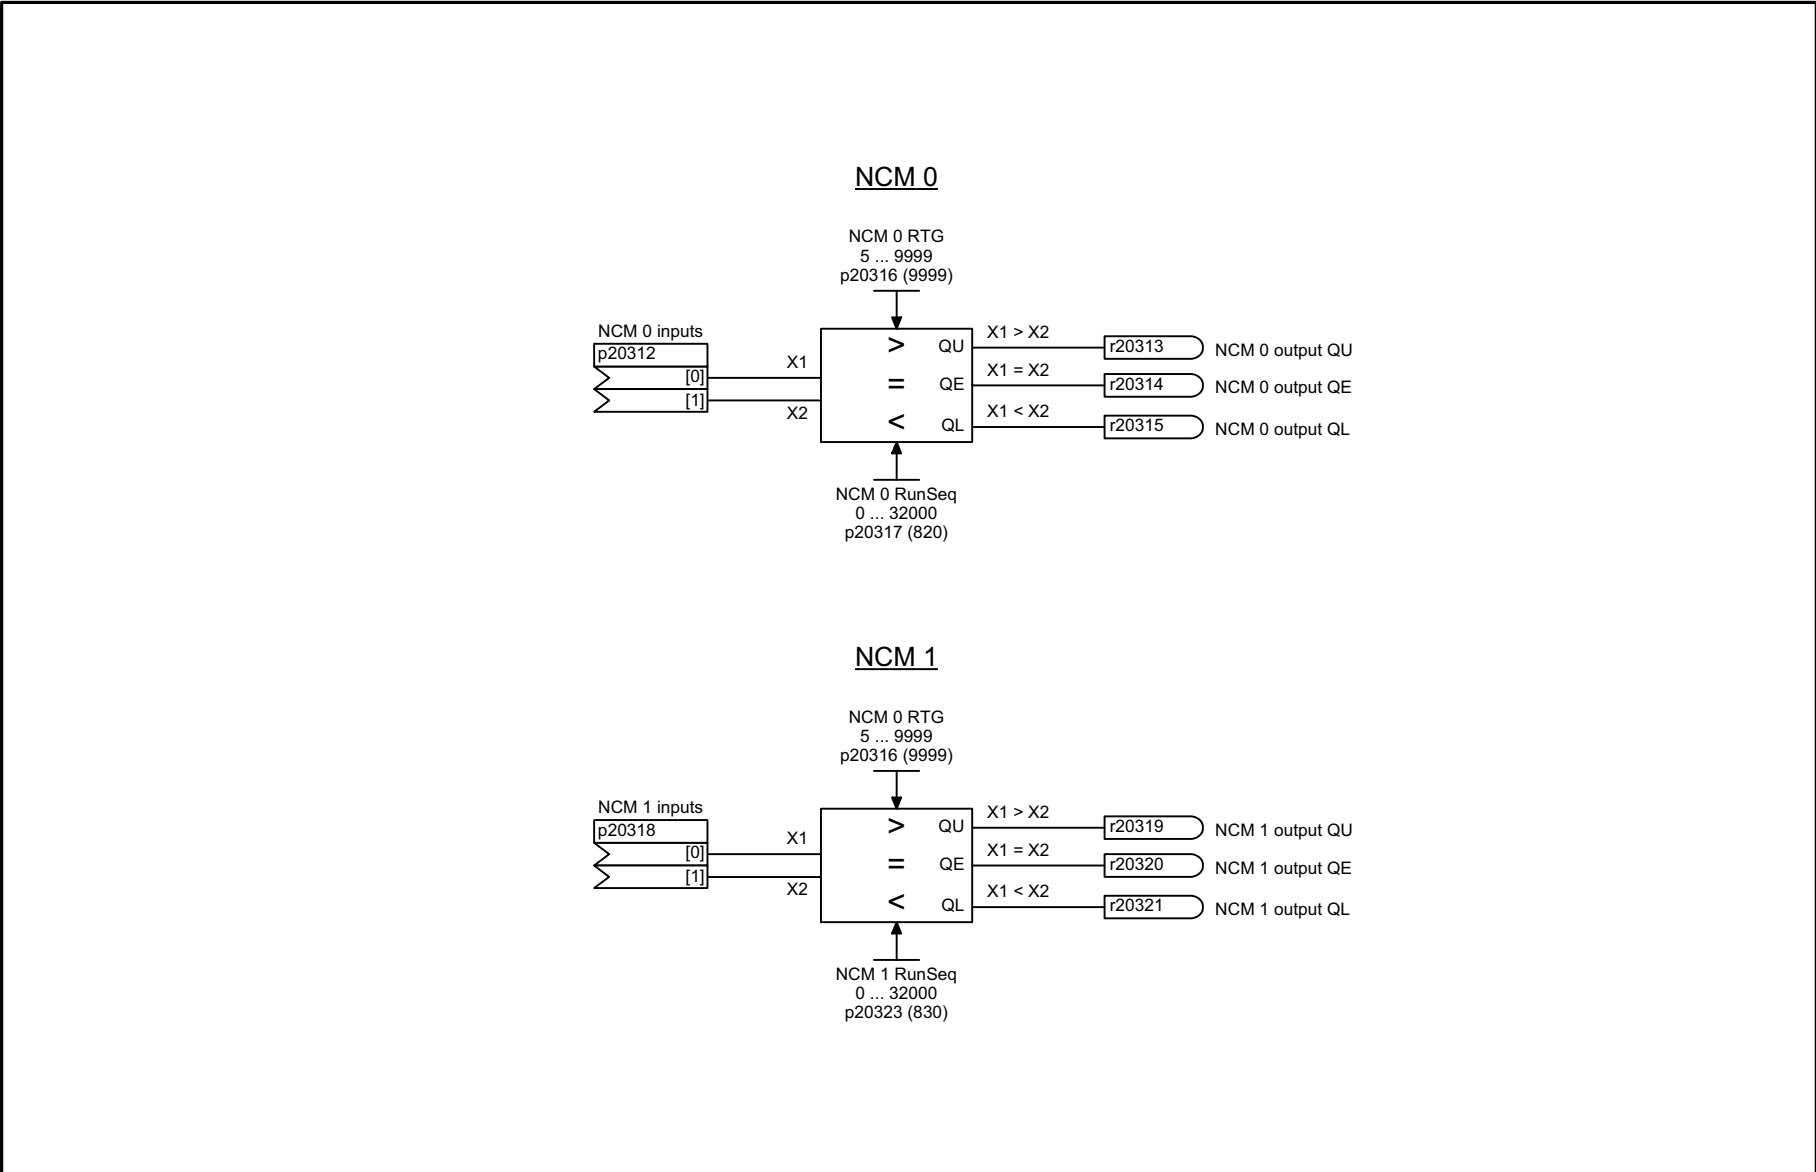 NCM 0
NCM 0 RTG
5 ... 9999
p20316 (9999)
NCM 0 inputs
p20312
[0]
[1]
X1
X2
>
=
<
QU
QE
QL
X1 > X2
X1 = X2
X1 < X2
r20313
NCM 0 output QU
r20314
NCM 0 output QE
r20315
NCM 0 output QL
NCM 0 RunSeq
0 ... 32000
p20317 (820)
NCM 1
NCM 0 RTG
5 ... 9999
p20316 (9999)
NCM 1 inputs
p20318
[0]
[1]
X1
X2
>
=
<
QU
QE
QL
X1 > X2
X1 = X2
X1 < X2
r20319
NCM 1 output QU
r20320
NCM 1 output QE
r20321
NCM 1 output QL
NCM 1 RunSeq
0 ... 32000
p20323 (830)